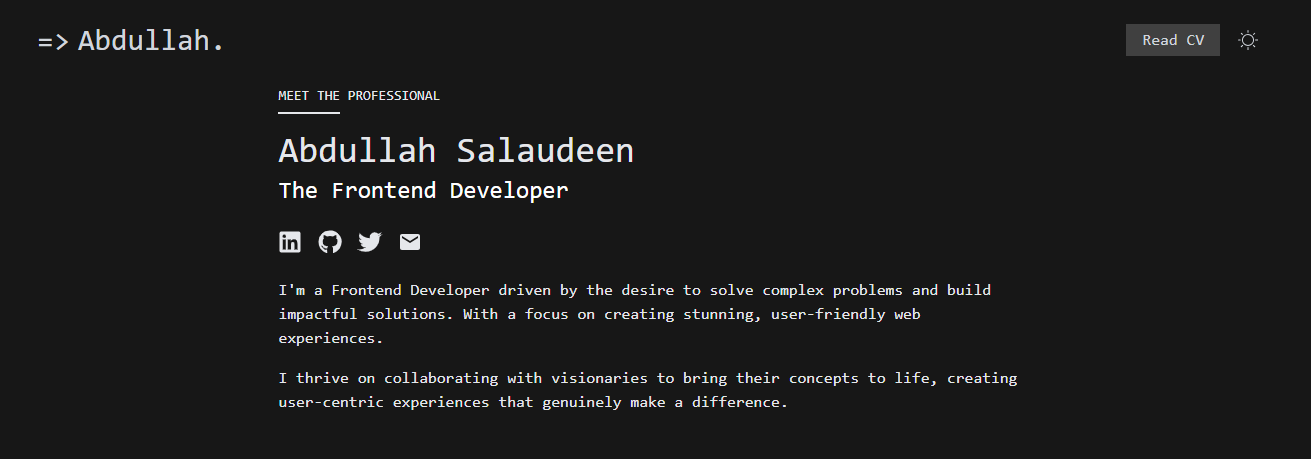 => Abdullah.
Read CV
MEET THE PROFESSIONAL
Abdullah Salaudeen
The Frontend Developer
in
I'm a Frontend Developer driven by the desire to solve complex problems and build
impactful solutions. With a focus on creating stunning, user-friendly web
experiences.
I thrive on collaborating with visionaries to bring their concepts to life, creating
user-centric experiences that genuinely make a difference.